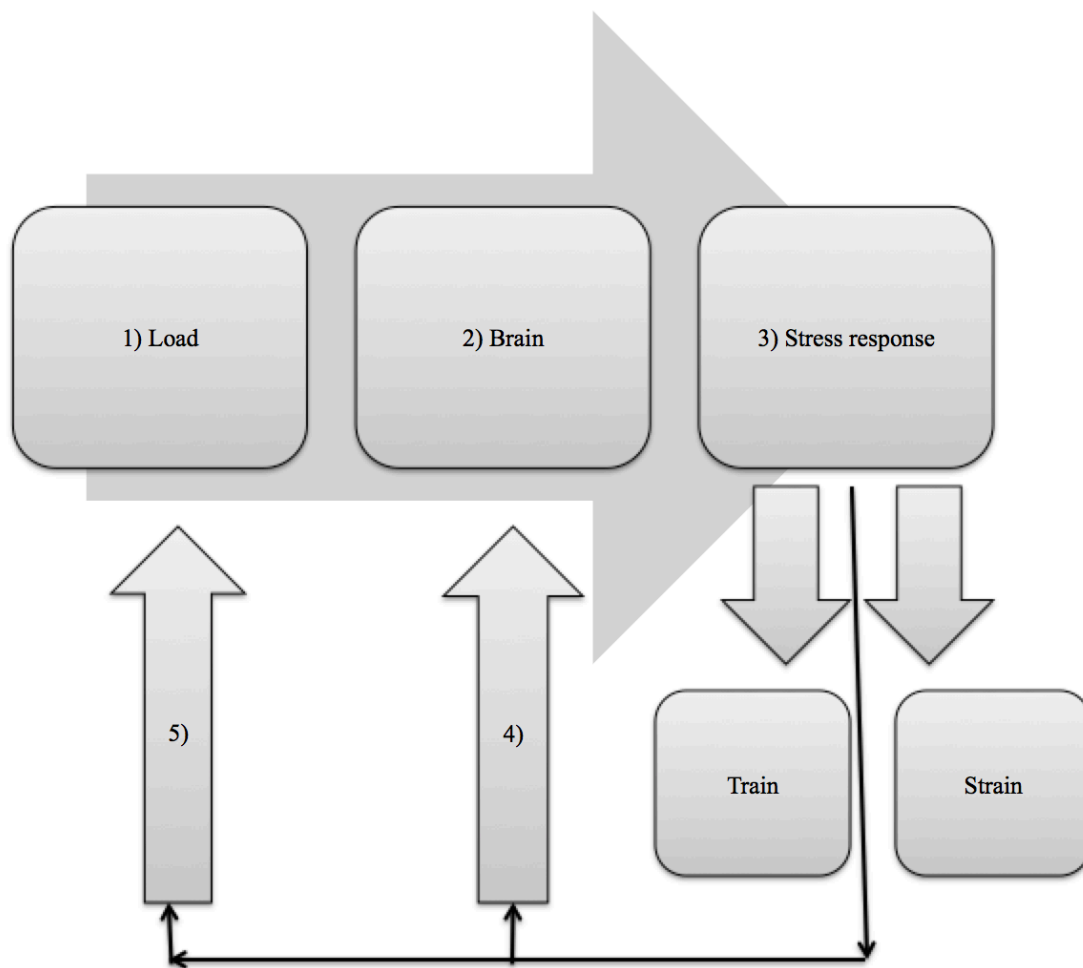 1) Load
2) Brain
3) Stress response
5)
4)
Train
Strain